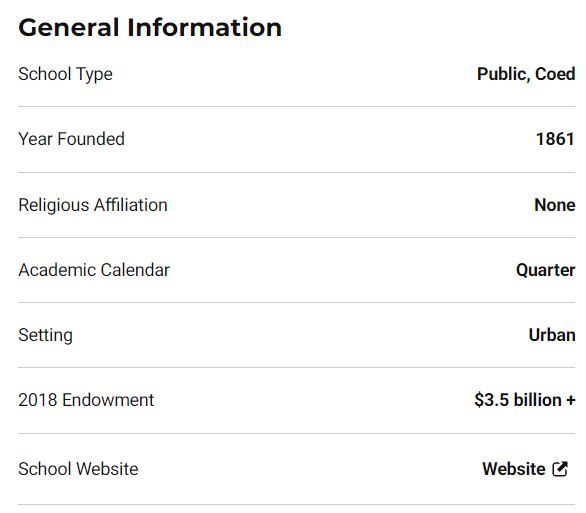 General Information
School Type Public, Coed
Year Founded 1861
Religious Affiliation None
Academic Calendar Quarter
Setting Urban
2018 Endowment $3.5 billion +
School Website Website